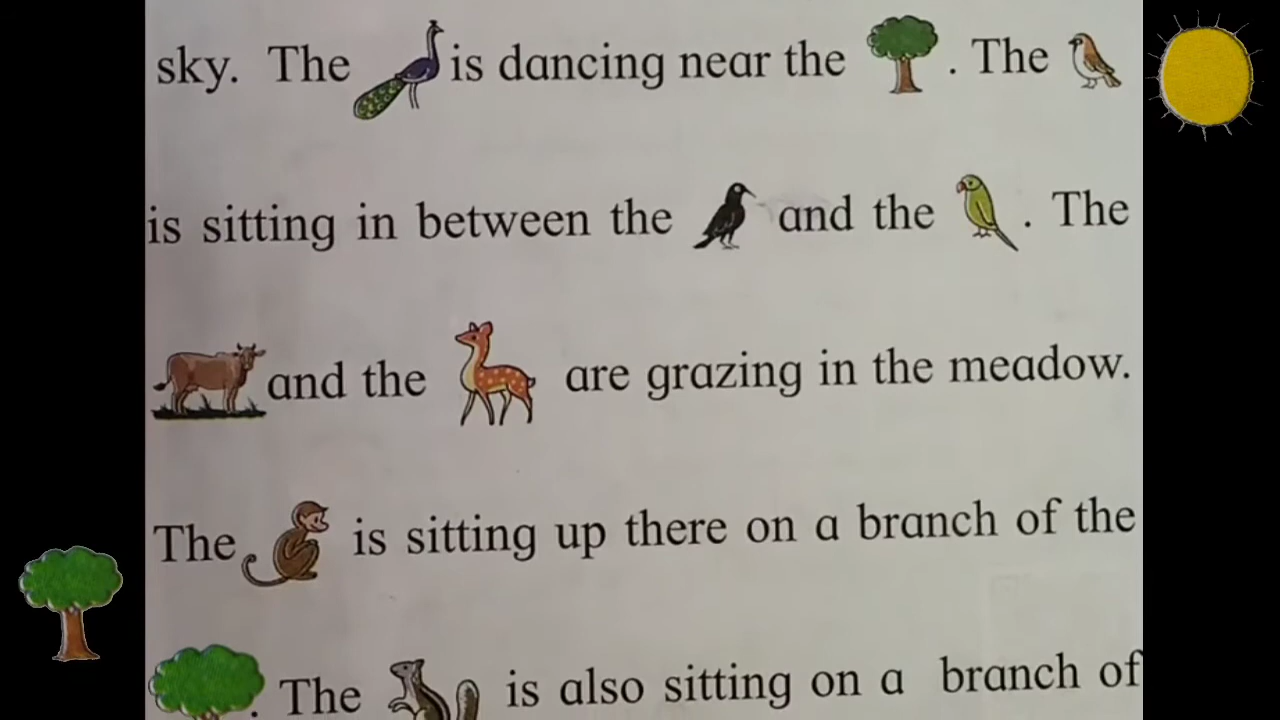 sky. The is dancing near the . The
is sitting in between the and the . The
and the are grazing in the meadow.
The is sitting up there on a branch of the
. The is also sitting on a branch of